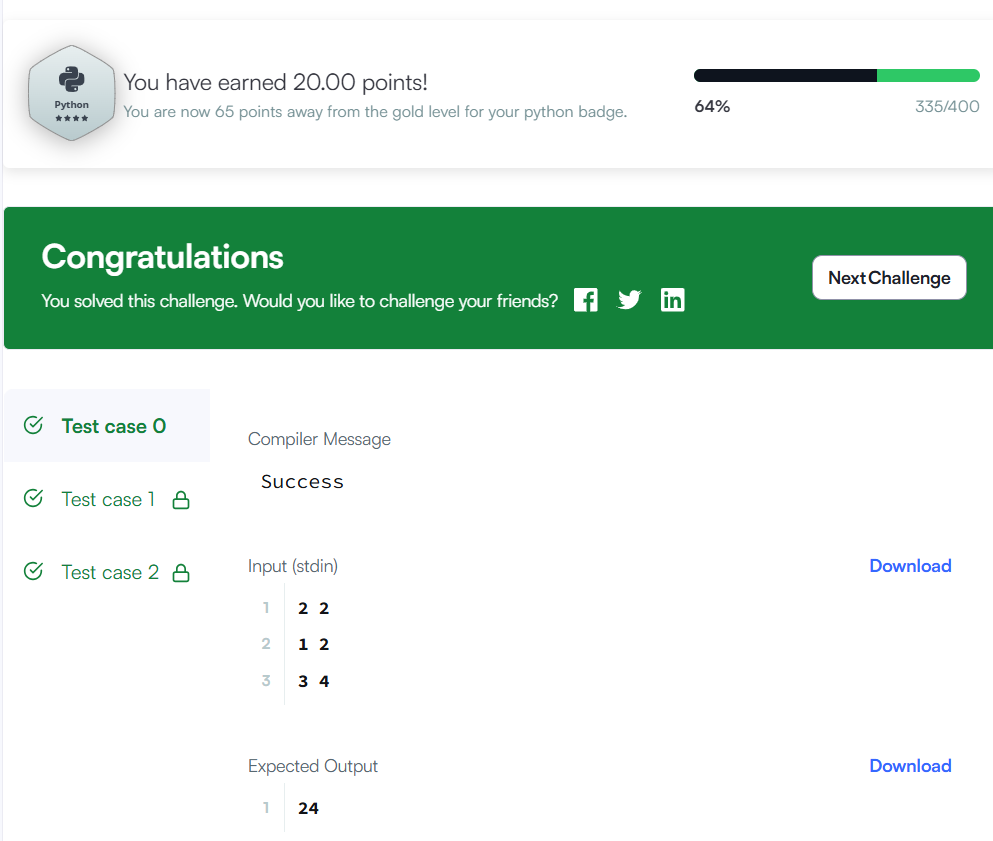 Python
★★★★
You have earned 20.00 points!
You are now 65 points away from the gold level for your python badge.
64%
335/400
Congratulations
You solved this challenge. Would you like to challenge your friends?
Next Challenge
Test case 0
Test case 1
Test case 2
Compiler Message
Success
Input (stdin)
Download
1 2 2
2 1 2
3 3 4
Expected Output
Download
1 24